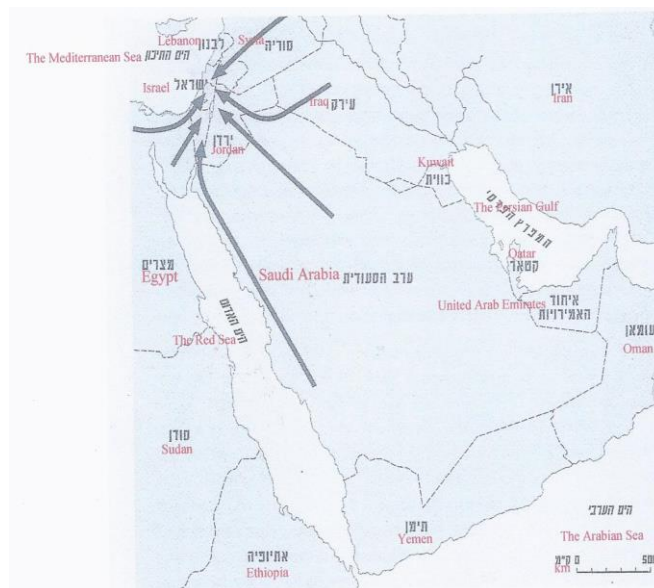 Lebanon
לבנון
Syria
סוריה
The Mediterranean Sea
הים התיכון
Israel
ישראל
Iraq
עירק
אירן
Iran
ירדן
Jordan
Kuwait
כווית
The Persian Gulf
המפרץ הפרסי
Qatar
קטאר
מצרים
Egypt
Saudi Arabia
ערב הסעודית
United Arab Emirates
איחוד
האמירויות
עומאן
Oman
The Red Sea
הים האדום
סודן
Sudan
תימן
Yemen
הים הערבי
The Arabian Sea
אתיופיה
Ethiopia
0 ק"מ
km